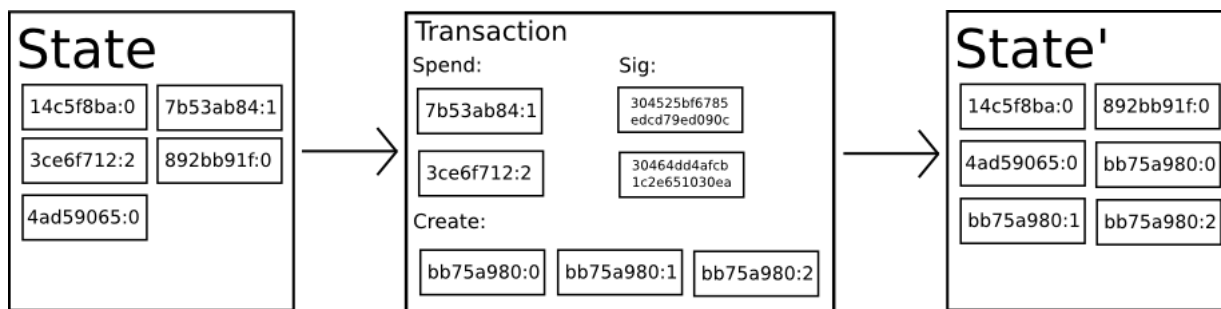 State
14c5f8ba:0 7b53ab84:1
3ce6f712:2 892bb91f:0
4ad59065:0
Transaction
Spend: Sig:
7b53ab84:1
304525bf6785
edcd79ed090c
3ce6f712:2
30464dd4afcb
1c2e651030ea
Create:
bb75a980:0 bb75a980:1 bb75a980:2
State'
14c5f8ba:0 892bb91f:0
4ad59065:0 bb75a980:0
bb75a980:1 bb75a980:2